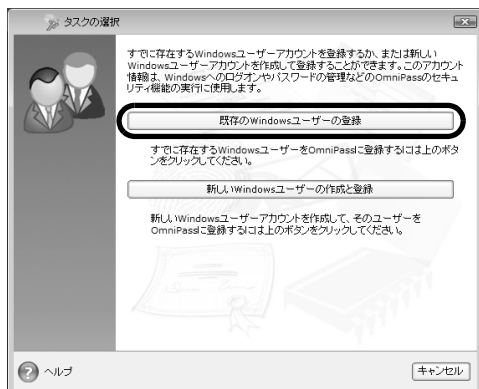 タスクの選択
すでに存在するWindowsユーザーアカウントを登録するか、または新しい
Windowsユーザーアカウントを作成して登録することができます。このアカウント
情報は、Windowsへのログオンやパスワードの管理などのOmniPassのセキュ
リティ機能の実行に使用します。
既存のWindowsユーザーの登録
すでに存在するWindowsユーザーをOmniPassに登録するには上のボタ
ンをクリックしてください。
新しいWindowsユーザーの作成と登録
新しいWindowsユーザーアカウントを作成して、そのユーザーを
OmniPassに登録するには上のボタンをクリックしてください。
ヘルプ
キャンセル